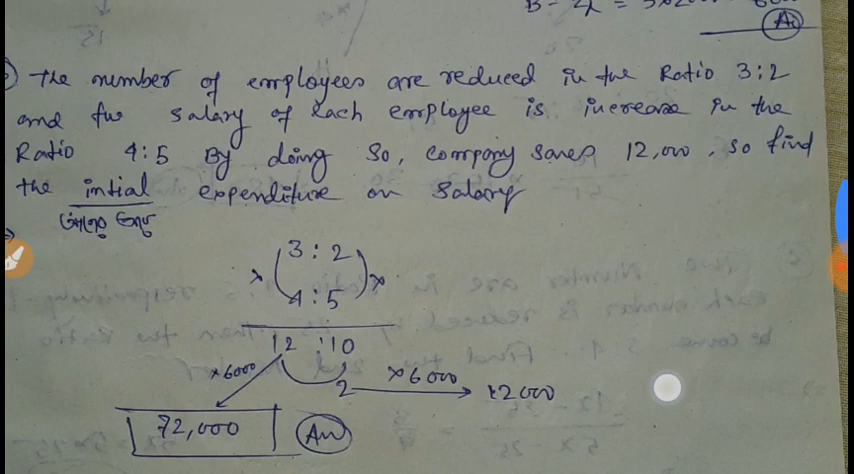 B - 2x = 3x2
The number of employees are reduced in the Ratio 3:2
and the salary of Each employee is increase in the
Ratio 4:5 By doing so, company saves 12,000, so find
the intial expenditure on Salary
3 : 2
× ×
4 : 5
12 : 10
×6000 2 ×6000 12000
72,000 Ans